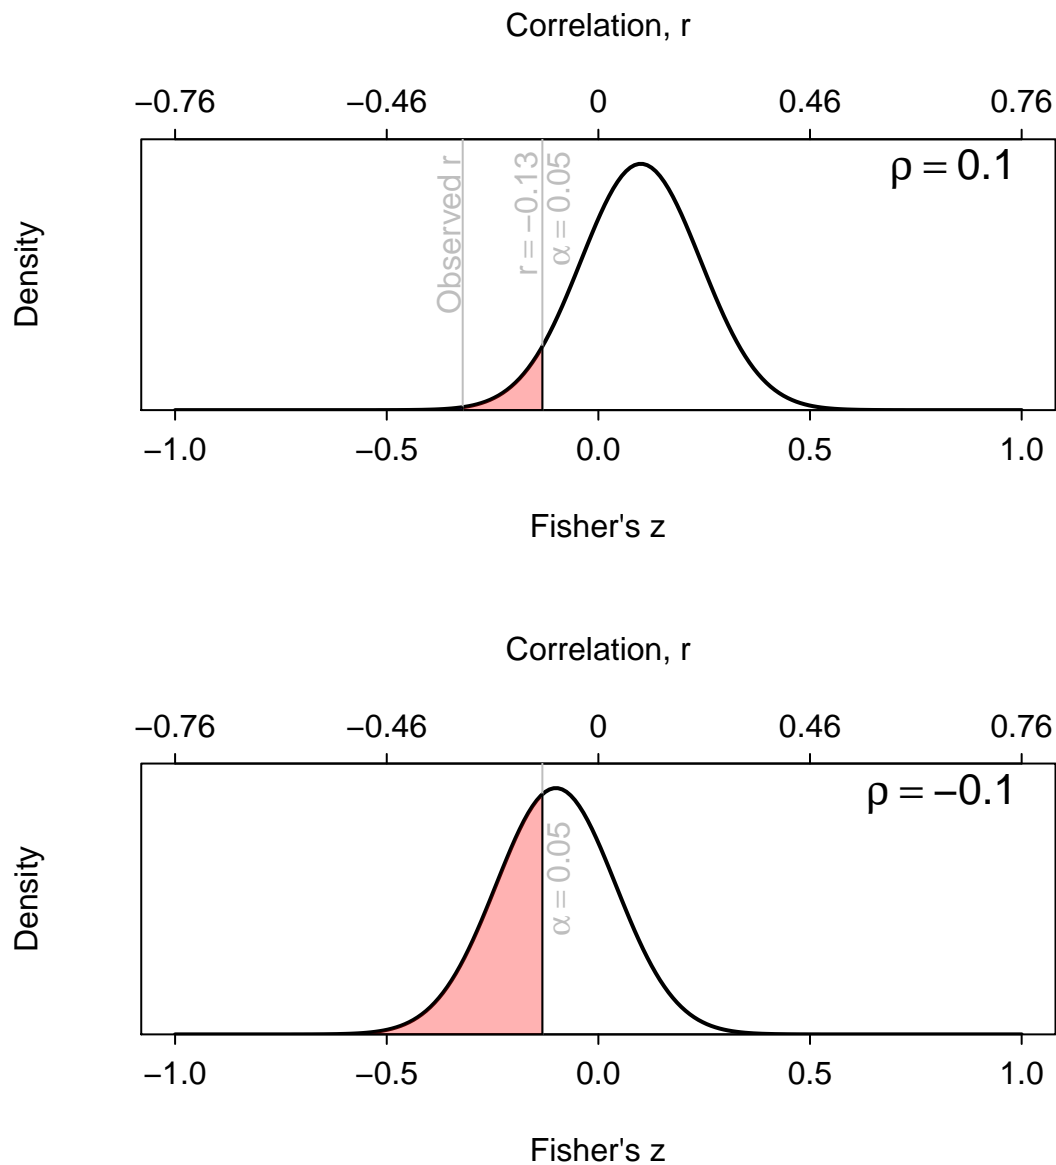 Correlation, r
−0.76 −0.46 0 0.46 0.76
ρ = 0.1
Observed r
r = −0.13
α = 0.05
Density
−1.0 −0.5 0.0 0.5 1.0
Fisher's z
Correlation, r
−0.76 −0.46 0 0.46 0.76
ρ = −0.1
α = 0.05
Density
−1.0 −0.5 0.0 0.5 1.0
Fisher's z